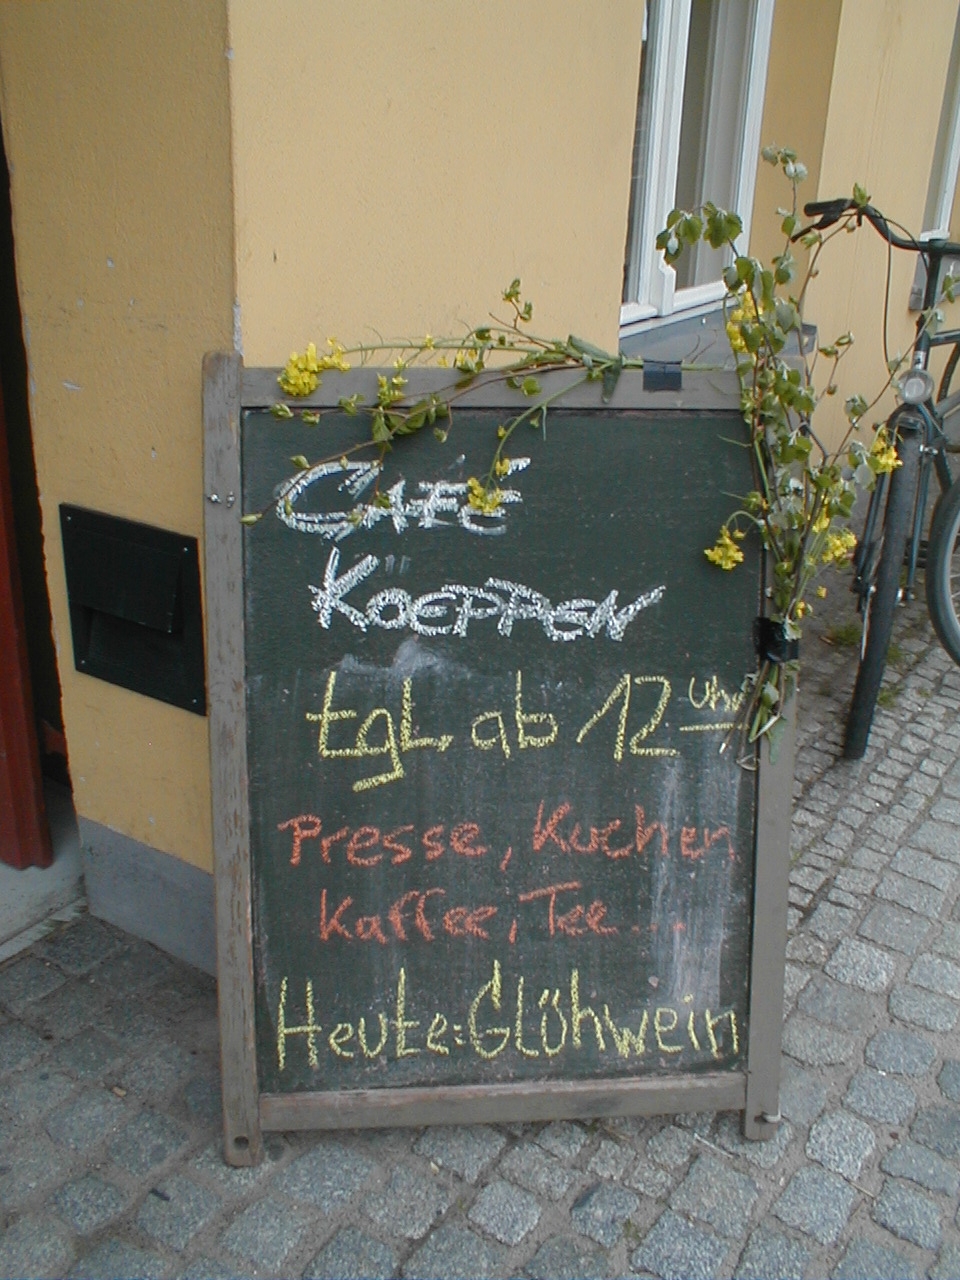 CAFÉ
KOEPPEN
tgL ab 12 Uhr
Presse, Kuchen
Kaffee, Tee...
Heute: Glühwein